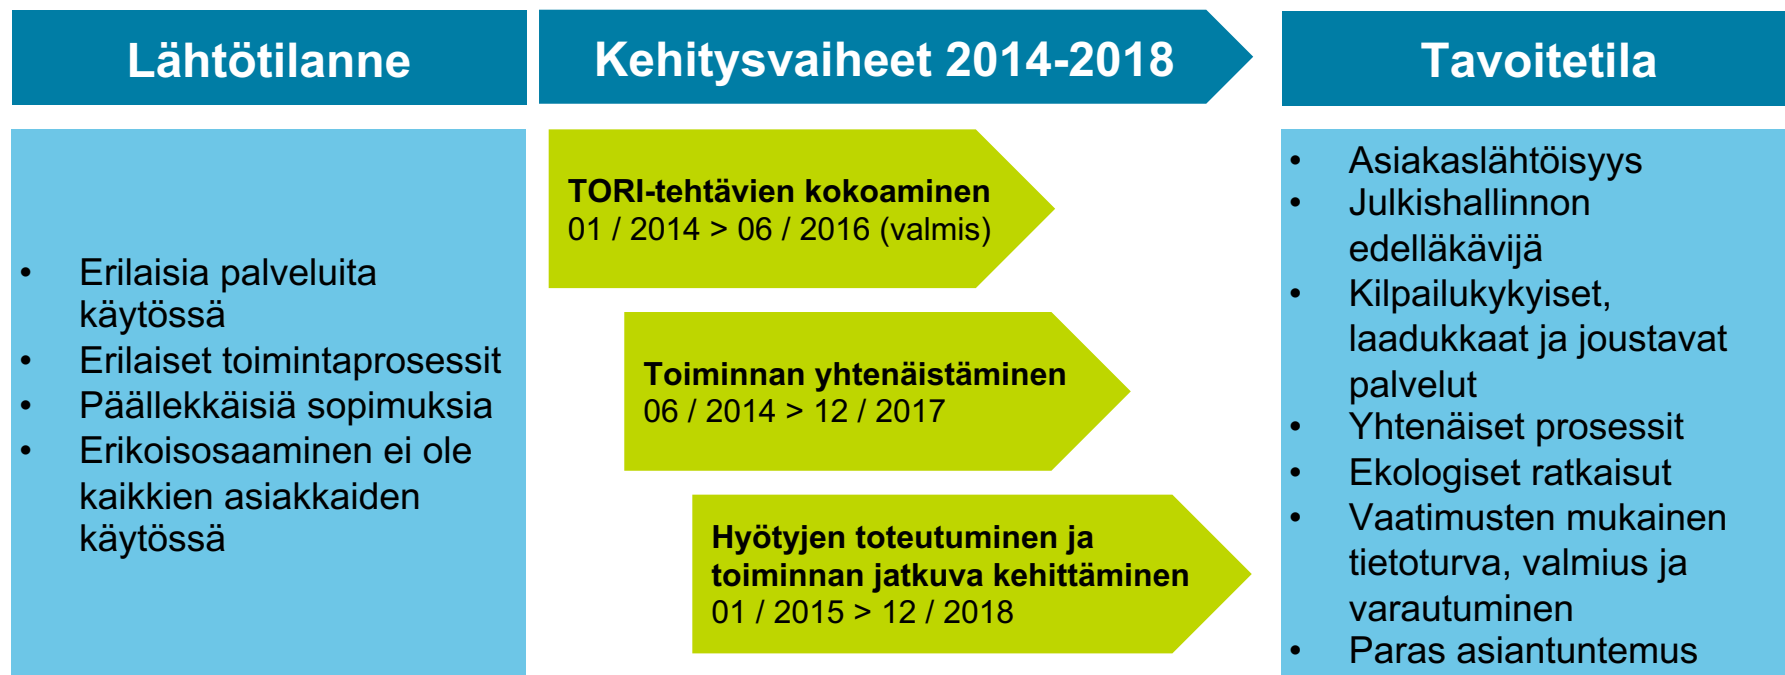 Lähtötilanne
Kehitysvaiheet 2014-2018
Tavoitetila
• Erilaisia palveluita
käytössä
• Erilaiset toimintaprosessit
• Päällekkäisiä sopimuksia
• Erikoisosaaminen ei ole
kaikkien asiakkaiden
käytössä
TORI-tehtävien kokoaminen
01 / 2014 > 06 / 2016 (valmis)
Toiminnan yhtenäistäminen
06 / 2014 > 12 / 2017
Hyötyjen toteutuminen ja
toiminnan jatkuva kehittäminen
01 / 2015 > 12 / 2018
• Asiakaslähtöisyys
• Julkishallinnon
edelläkävijä
• Kilpailukykyiset,
laadukkaat ja joustavat
palvelut
• Yhtenäiset prosessit
• Ekologiset ratkaisut
• Vaatimusten mukainen
tietoturva, valmius ja
varautuminen
• Paras asiantuntemus